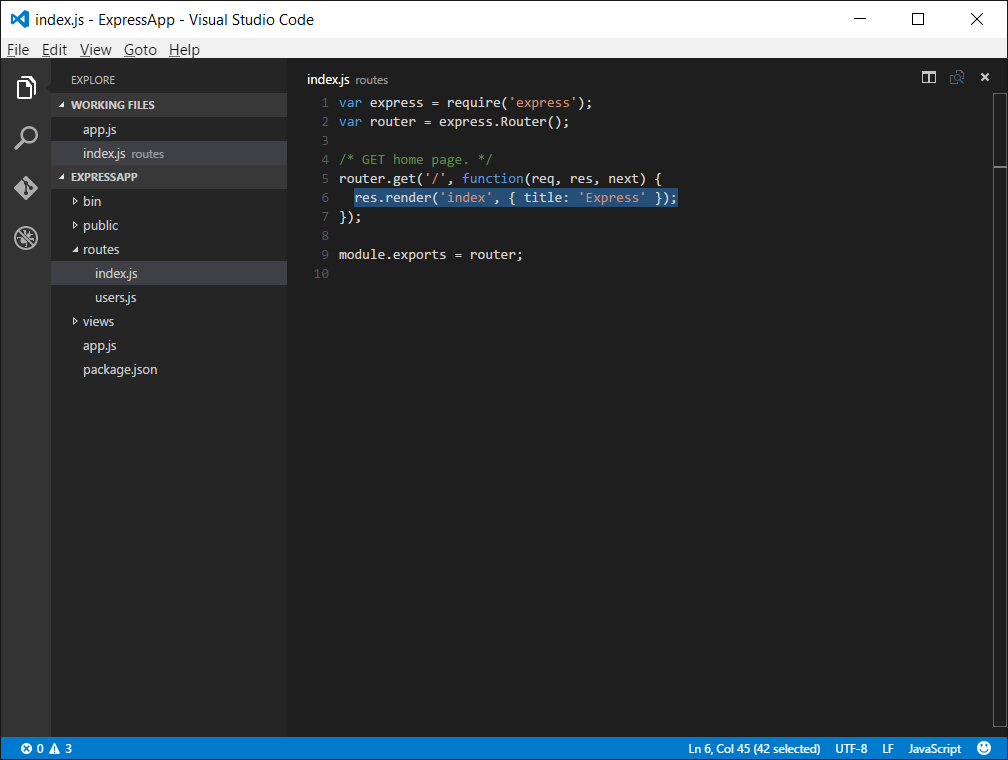 index.js - ExpressApp - Visual Studio Code
File Edit View Goto Help
EXPLORE
WORKING FILES
app.js
index.js routes
EXPRESSAPP
bin
public
routes
index.js
users.js
views
app.js
package.json
index.js routes
1 var express = require('express');
2 var router = express.Router();
3
4 /* GET home page. */
5 router.get('/', function(req, res, next) {
6   res.render('index', { title: 'Express' });
7 });
8
9 module.exports = router;
10
0 3 Ln 6, Col 45 (42 selected) UTF-8 LF JavaScript